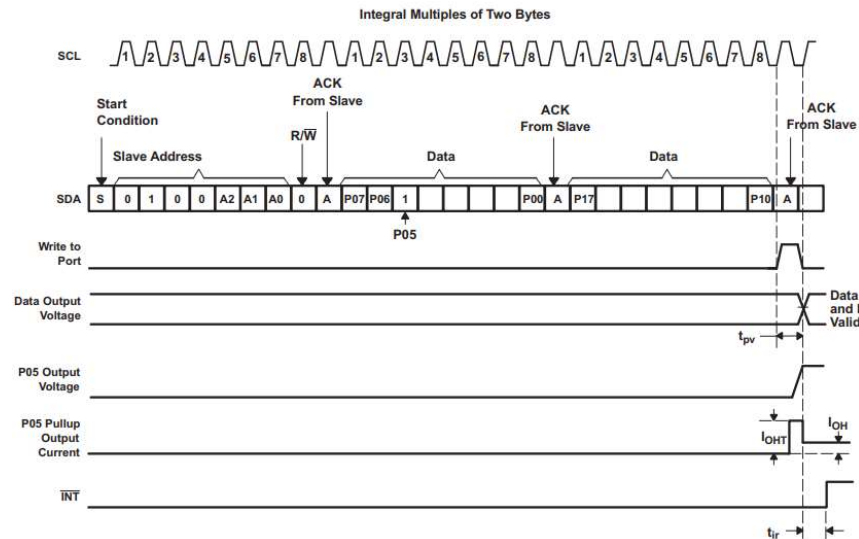 Integral Multiples of Two Bytes
SCL 1 2 3 4 5 6 7 8 1 2 3 4 5 6 7 8 1 2 3 4 5 6 7 8
Start
Condition
ACK
From Slave
ACK
From Slave
ACK
From Slave
R/W̅
Slave Address
Data
Data
SDA S 0 1 0 0 A2 A1 A0 0 A P07 P06 1 P00 A P17 P10 A
P05
Write to
Port
Data Output
Voltage
Data
and
Valid
tpv
P05 Output
Voltage
P05 Pullup
Output
Current
IOHT
IOH
I̅N̅T̅
tir